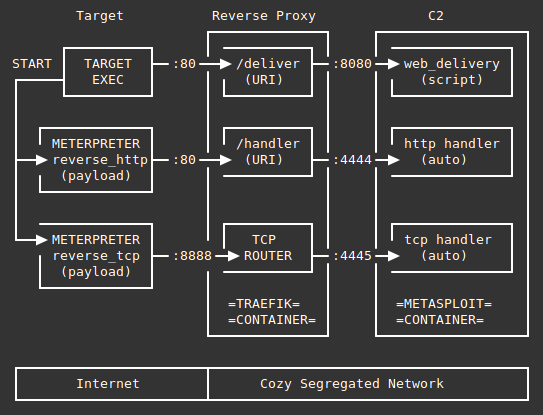 Target Reverse Proxy C2
START TARGET EXEC :80 /deliver (URI) :8080 web_delivery (script)
METERPRETER reverse_http (payload) :80 /handler (URI) :4444 http handler (auto)
METERPRETER reverse_tcp (payload) :8888 TCP ROUTER :4445 tcp handler (auto)
=TRAEFIK= =METASPLOIT=
=CONTAINER= =CONTAINER=
Internet Cozy Segregated Network